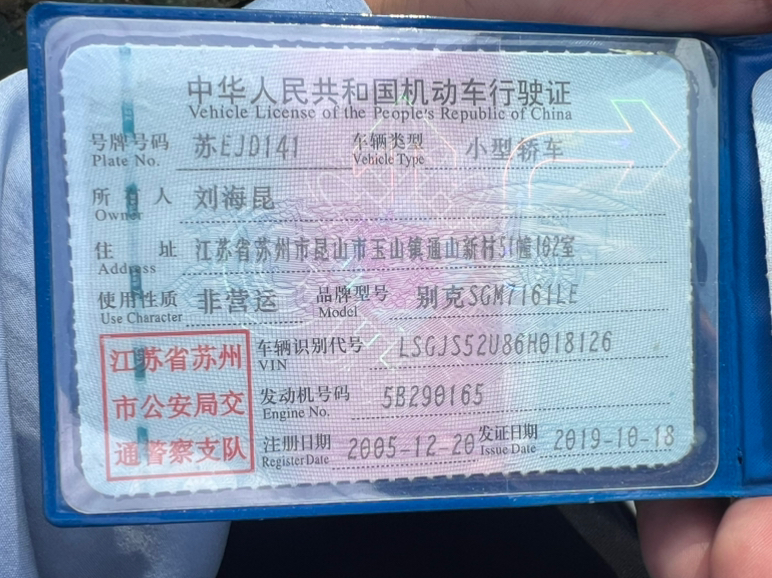 中华人民共和国机动车行驶证
Vehicle License of the People's Republic of China
号牌号码 苏EJD141 车辆类型 小型轿车
Plate No. Vehicle Type
所有人 刘海昆
Owner
住址 江苏省苏州市昆山市玉山镇通山新村51幢102室
Address
使用性质 非营运 品牌型号 别克SGM7161LE
Use Character Model
江苏省苏州
市公安局交
通警察支队
车辆识别代号 LSGJS52U86H018126
VIN
发动机号码 5B290165
Engine No.
注册日期 2005-12-20 发证日期 2019-10-18
Register Date Issue Date